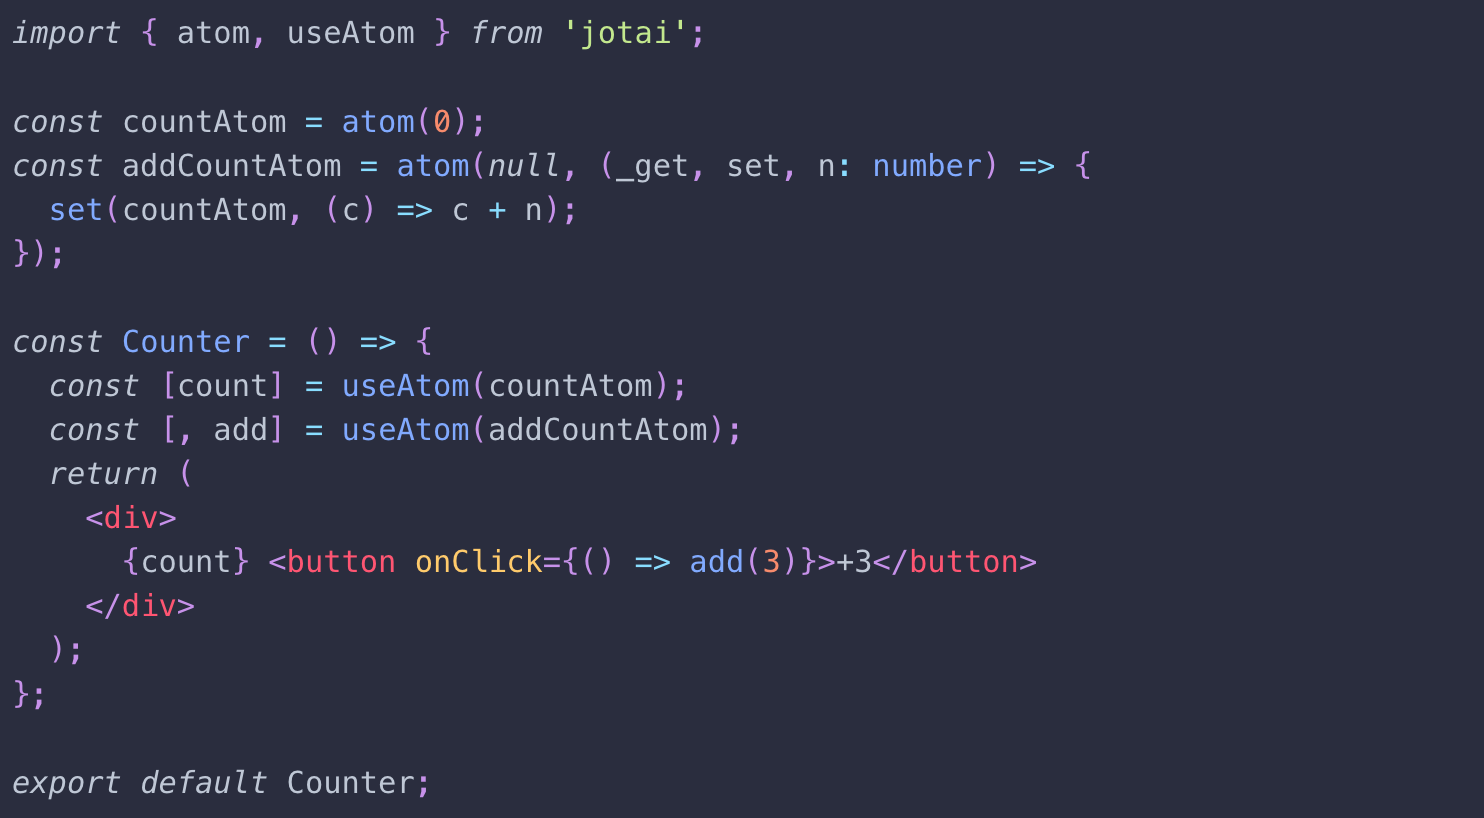 import { atom, useAtom } from 'jotai';

const countAtom = atom(0);
const addCountAtom = atom(null, (_get, set, n: number) => {
  set(countAtom, (c) => c + n);
});

const Counter = () => {
  const [count] = useAtom(countAtom);
  const [, add] = useAtom(addCountAtom);
  return (
    <div>
      {count} <button onClick={() => add(3)}>+3</button>
    </div>
  );
};

export default Counter;